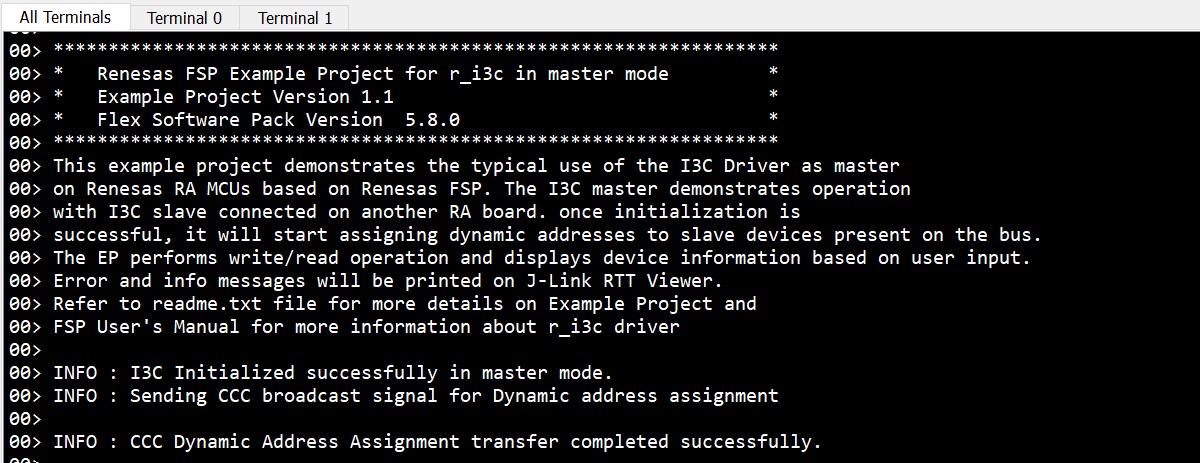 All Terminals Terminal 0 Terminal 1
00> ******************************************************************
00> *   Renesas FSP Example Project for r_i3c in master mode         *
00> *   Example Project Version 1.1                                  *
00> *   Flex Software Pack Version  5.8.0                            *
00> ******************************************************************
00> This example project demonstrates the typical use of the I3C Driver as master
00> on Renesas RA MCUs based on Renesas FSP. The I3C master demonstrates operation
00> with I3C slave connected on another RA board. once initialization is
00> successful, it will start assigning dynamic addresses to slave devices present on the bus.
00> The EP performs write/read operation and displays device information based on user input.
00> Error and info messages will be printed on J-Link RTT Viewer.
00> Refer to readme.txt file for more details on Example Project and
00> FSP User's Manual for more information about r_i3c driver
00>
00> INFO : I3C Initialized successfully in master mode.
00> INFO : Sending CCC broadcast signal for Dynamic address assignment
00>
00> INFO : CCC Dynamic Address Assignment transfer completed successfully.